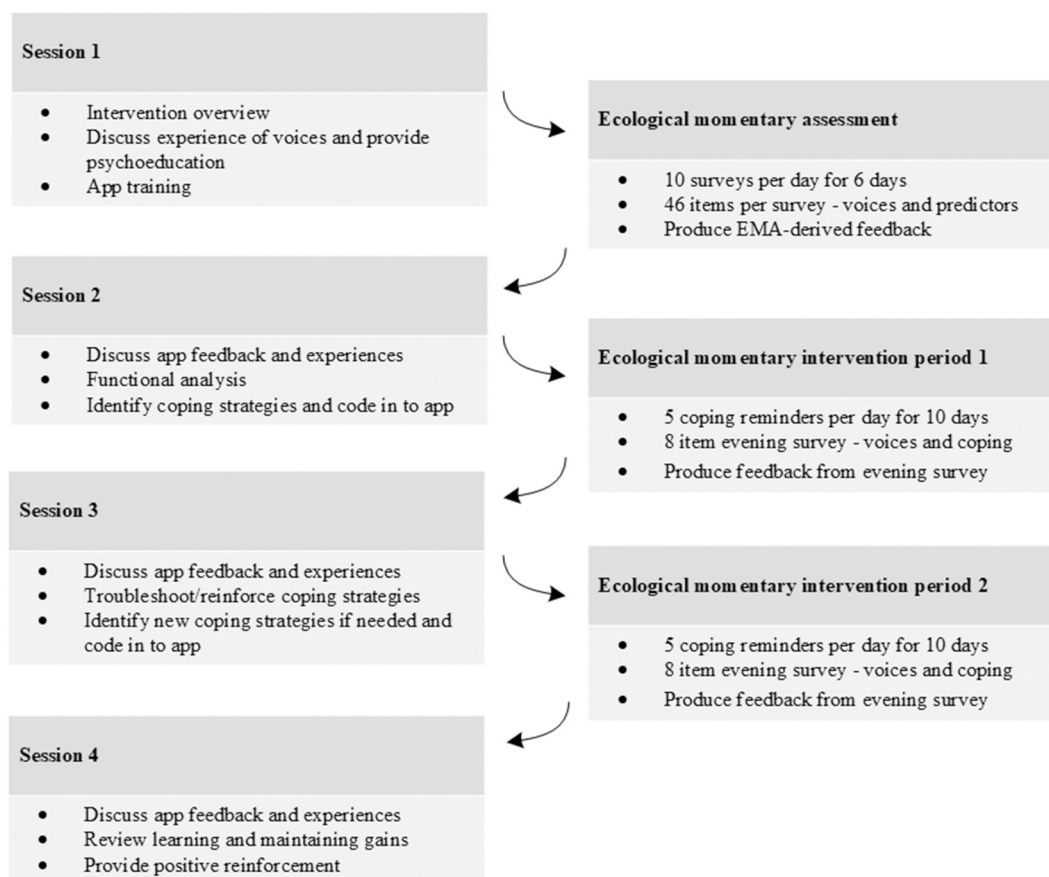 Session 1
• Intervention overview
• Discuss experience of voices and provide
psychoeducation
• App training
Ecological momentary assessment
• 10 surveys per day for 6 days
• 46 items per survey - voices and predictors
• Produce EMA-derived feedback
Session 2
• Discuss app feedback and experiences
• Functional analysis
• Identify coping strategies and code in to app
Ecological momentary intervention period 1
• 5 coping reminders per day for 10 days
• 8 item evening survey - voices and coping
• Produce feedback from evening survey
Session 3
• Discuss app feedback and experiences
• Troubleshoot/reinforce coping strategies
• Identify new coping strategies if needed and
code in to app
Ecological momentary intervention period 2
• 5 coping reminders per day for 10 days
• 8 item evening survey - voices and coping
• Produce feedback from evening survey
Session 4
• Discuss app feedback and experiences
• Review learning and maintaining gains
• Provide positive reinforcement